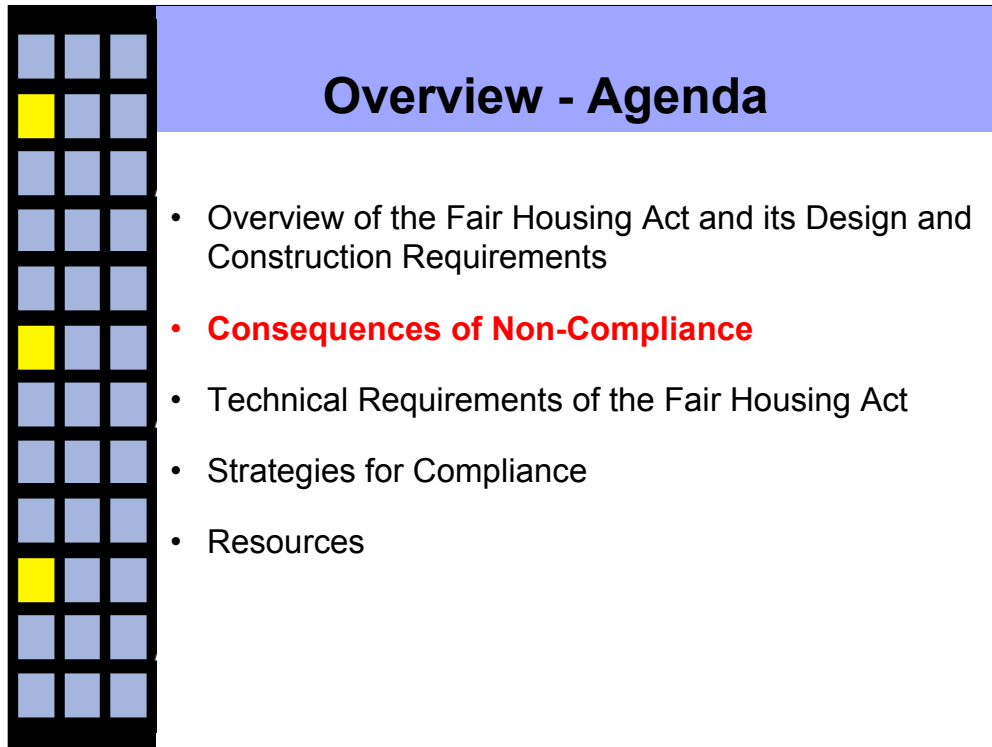 Overview - Agenda
• Overview of the Fair Housing Act and its Design and
Construction Requirements
• Consequences of Non-Compliance
• Technical Requirements of the Fair Housing Act
• Strategies for Compliance
• Resources